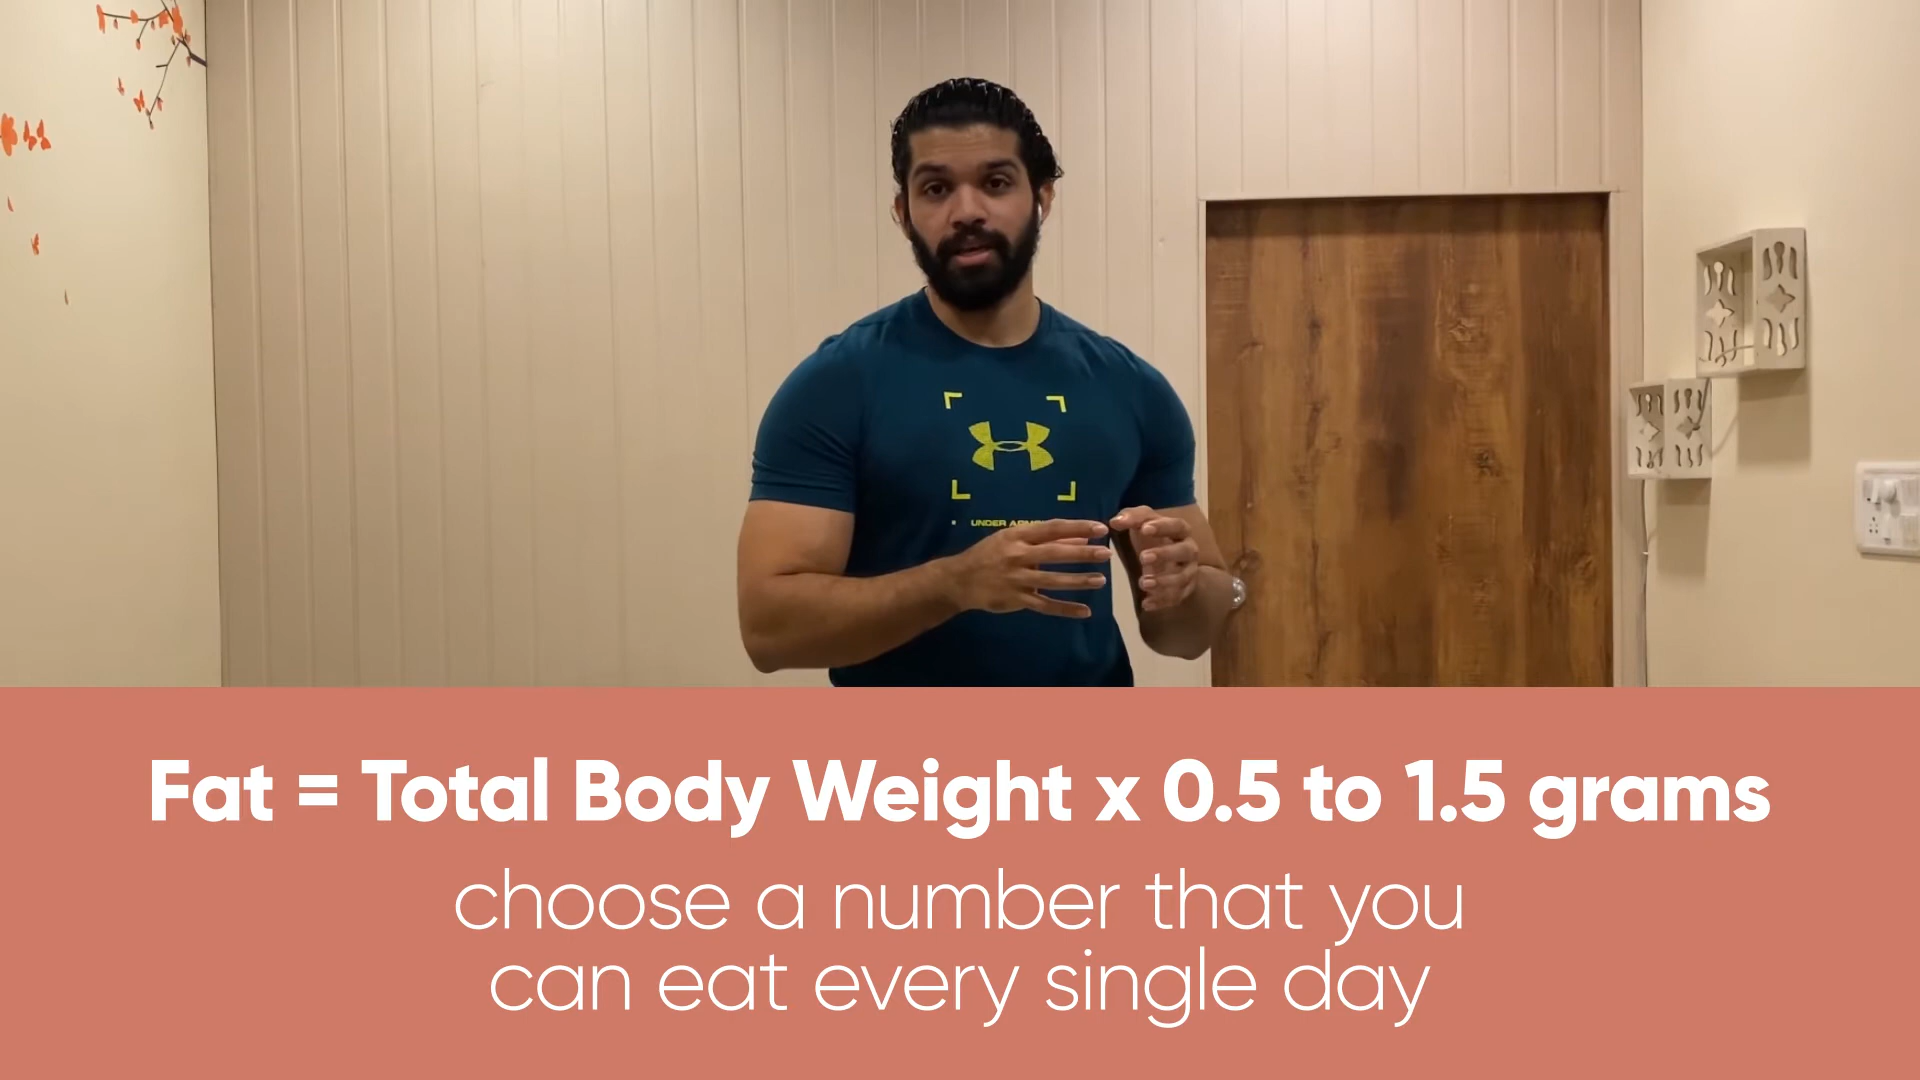 UNDER
Fat = Total Body Weight x 0.5 to 1.5 grams
choose a number that you
can eat every single day